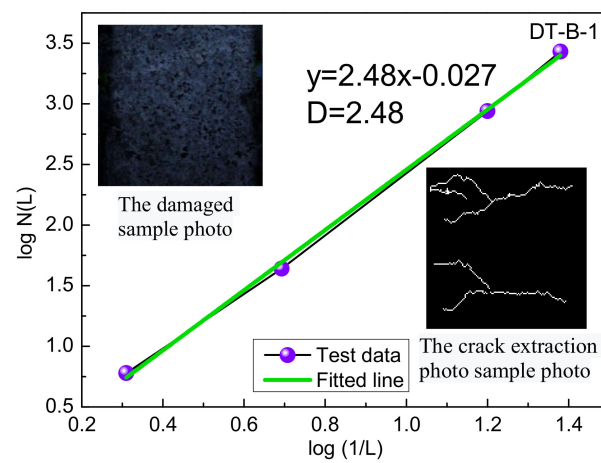 DT-B-1
y=2.48x-0.027
D=2.48
The damaged
sample photo
The crack extraction
photo sample photo
Test data
Fitted line
log N(L)
3.5
3.0
2.5
2.0
1.5
1.0
0.5
0.2 0.4 0.6 0.8 1.0 1.2 1.4
log (1/L)